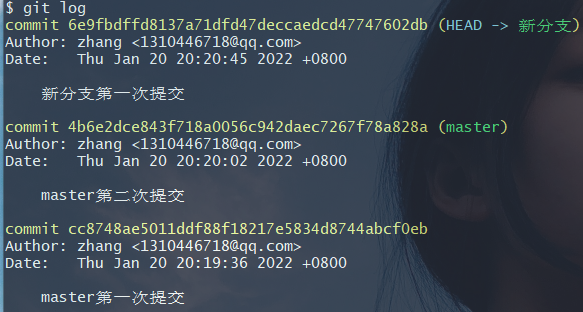 $ git log
commit 6e9fbdffd8137a71dfd47deccaedcd47747602db (HEAD -> 新分支)
Author: zhang <1310446718@qq.com>
Date:   Thu Jan 20 20:20:45 2022 +0800
新分支第一次提交
commit 4b6e2dce843f718a0056c942daec7267f78a828a (master)
Author: zhang <1310446718@qq.com>
Date:   Thu Jan 20 20:20:02 2022 +0800
master第二次提交
commit cc8748ae5011ddf88f18217e5834d8744abcf0eb
Author: zhang <1310446718@qq.com>
Date:   Thu Jan 20 20:19:36 2022 +0800
master第一次提交